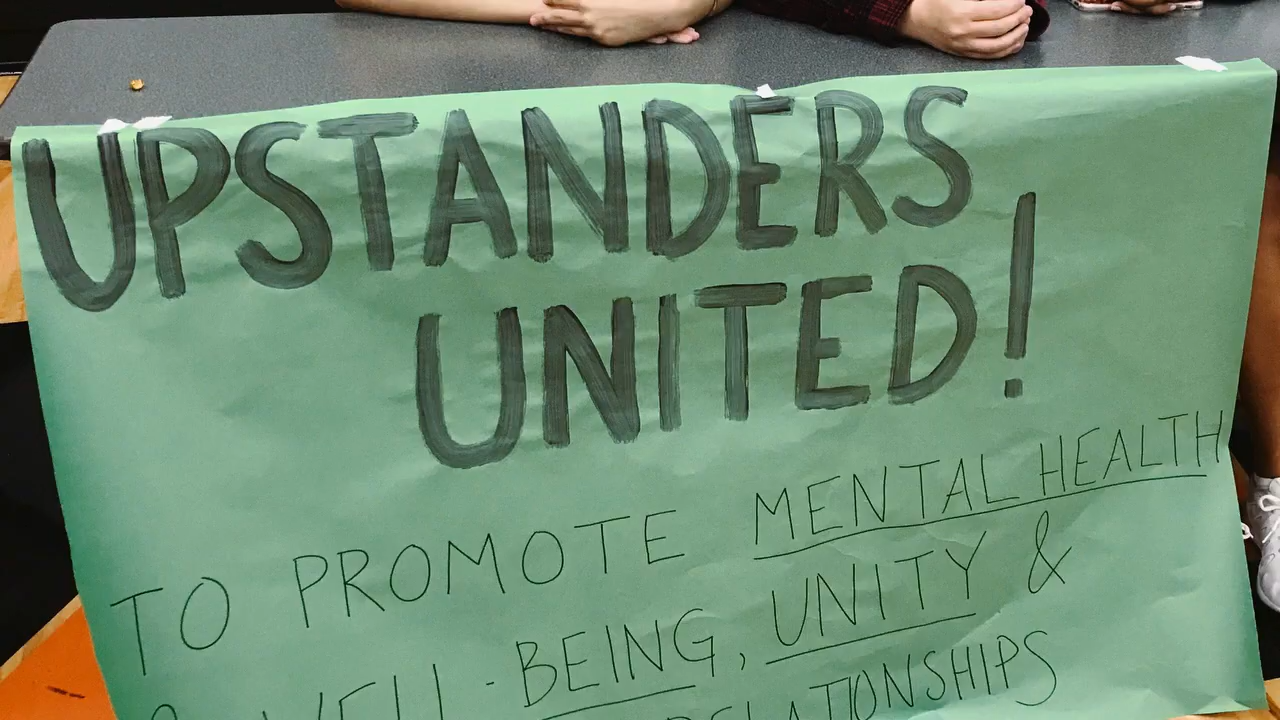 UPSTANDERS
UNITED!
TO PROMOTE MENTAL HEALTH
& WELL-BEING, UNITY &
RELATIONSHIPS